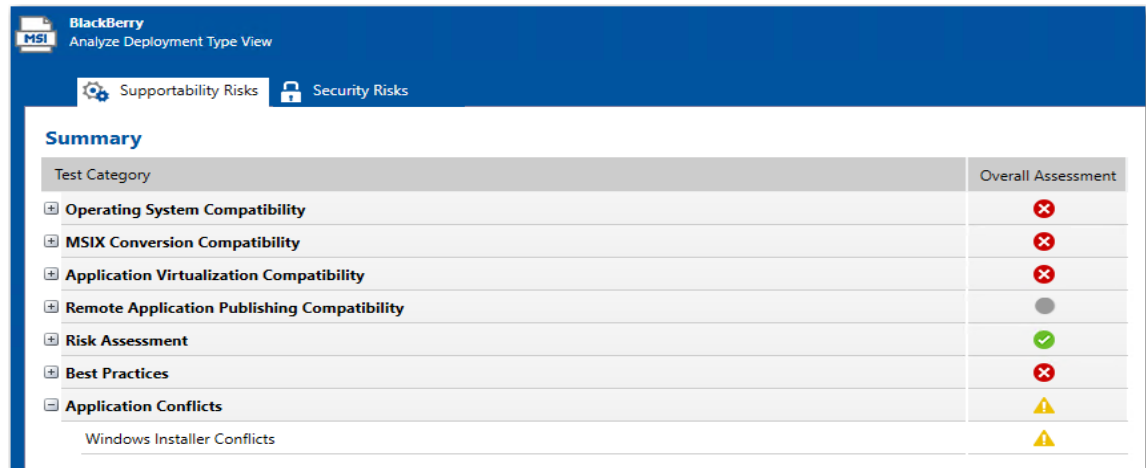 BlackBerry
MSI
Analyze Deployment Type View
Supportability Risks
Security Risks
Summary
Test Category
Overall Assessment
Operating System Compatibility
MSIX Conversion Compatibility
Application Virtualization Compatibility
Remote Application Publishing Compatibility
Risk Assessment
Best Practices
Application Conflicts
Windows Installer Conflicts